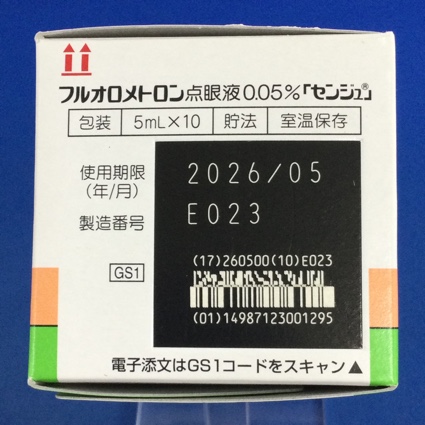 フルオロメトロン点眼液0.05%「センジュ」®
包装 5mL×10 貯法 室温保存
使用期限 2026/05
(年/月)
製造番号 E023
(17)260500(10)E023
GS1
(01)14987123001295
電子添文はGS1コードをスキャン▲